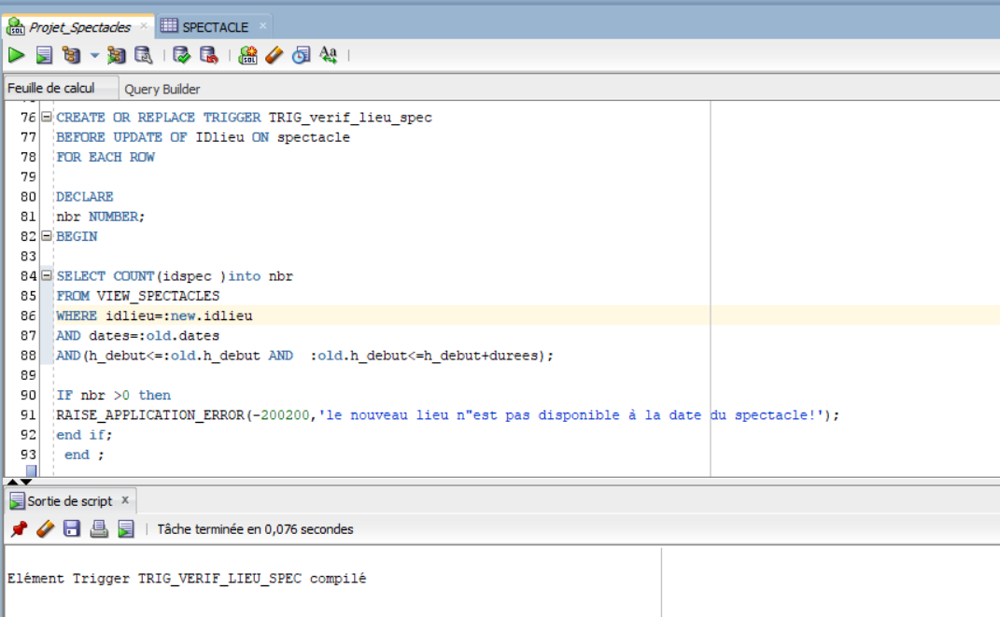 Projet_Spectacles × SPECTACLE ×
Feuille de calcul Query Builder
76 CREATE OR REPLACE TRIGGER TRIG_verif_lieu_spec
77 BEFORE UPDATE OF IDlieu ON spectacle
78 FOR EACH ROW
79
80 DECLARE
81 nbr NUMBER;
82 BEGIN
83
84 SELECT COUNT(idspec )into nbr
85 FROM VIEW_SPECTACLES
86 WHERE idlieu=:new.idlieu
87 AND dates=:old.dates
88 AND(h_debut<=:old.h_debut AND  :old.h_debut<=h_debut+durees);
89
90 IF nbr >0 then
91 RAISE_APPLICATION_ERROR(-200200,'le nouveau lieu n"est pas disponible à la date du spectacle!');
92 end if;
93  end ;
Sortie de script ×
Tâche terminée en 0,076 secondes
Elément Trigger TRIG_VERIF_LIEU_SPEC compilé